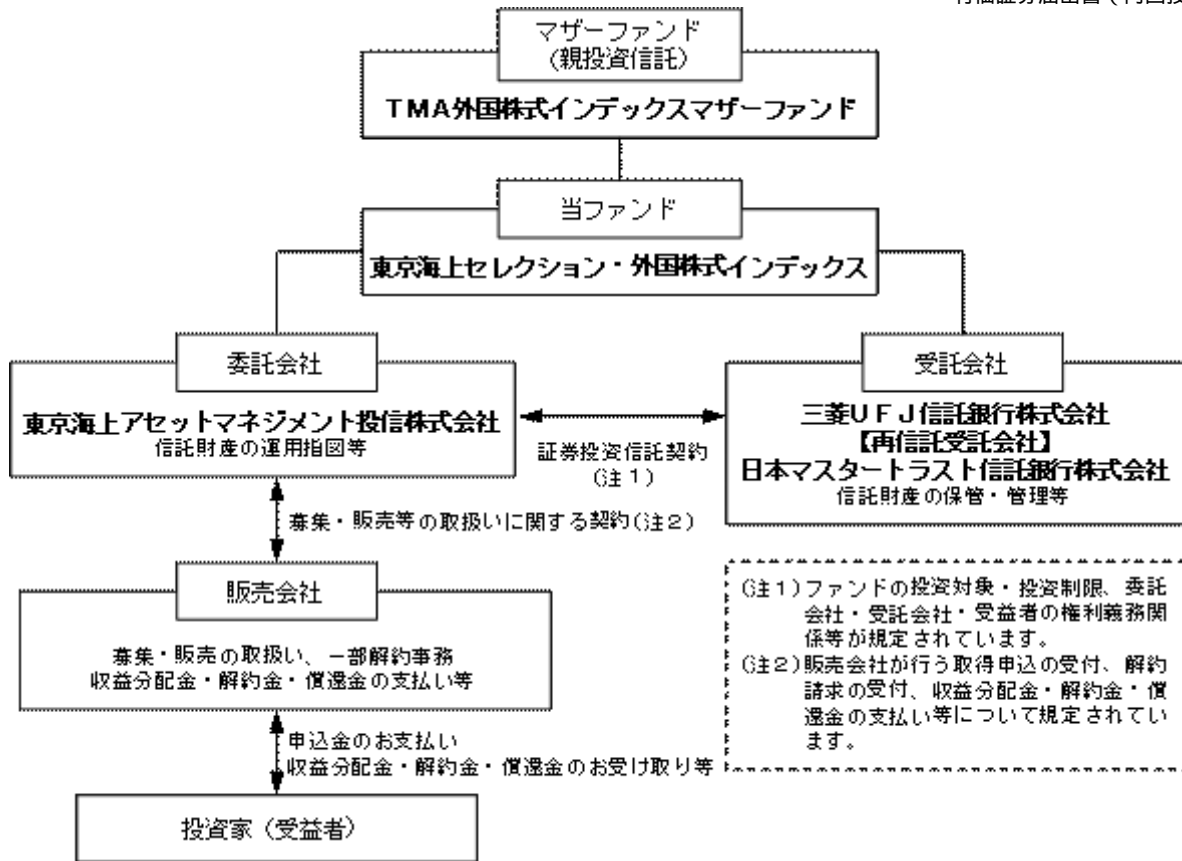 マザーファンド
(親投資信託)
TMA外国株式インデックスマザーファンド
当ファンド
東京海上セレクション・外国株式インデックス
委託会社
東京海上アセットマネジメント投信株式会社
信託財産の運用指図等
証券投資信託契約
(注1)
受託会社
三菱UFJ信託銀行株式会社
【再信託受託会社】
日本マスタートラスト信託銀行株式会社
信託財産の保管・管理等
募集・販売等の取扱いに関する契約(注2)
販売会社
募集・販売の取扱い、一部解約事務
収益分配金・解約金・償還金の支払い等
申込金のお支払い
収益分配金・解約金・償還金のお受け取り等
投資家(受益者)
(注1)ファンドの投資対象・投資制限、委託
会社・受託会社・受益者の権利義務関
係等が規定されています。
(注2)販売会社が行う取得申込の受付、解約
請求の受付、収益分配金・解約金・償
還金の支払い等について規定されてい
ます。